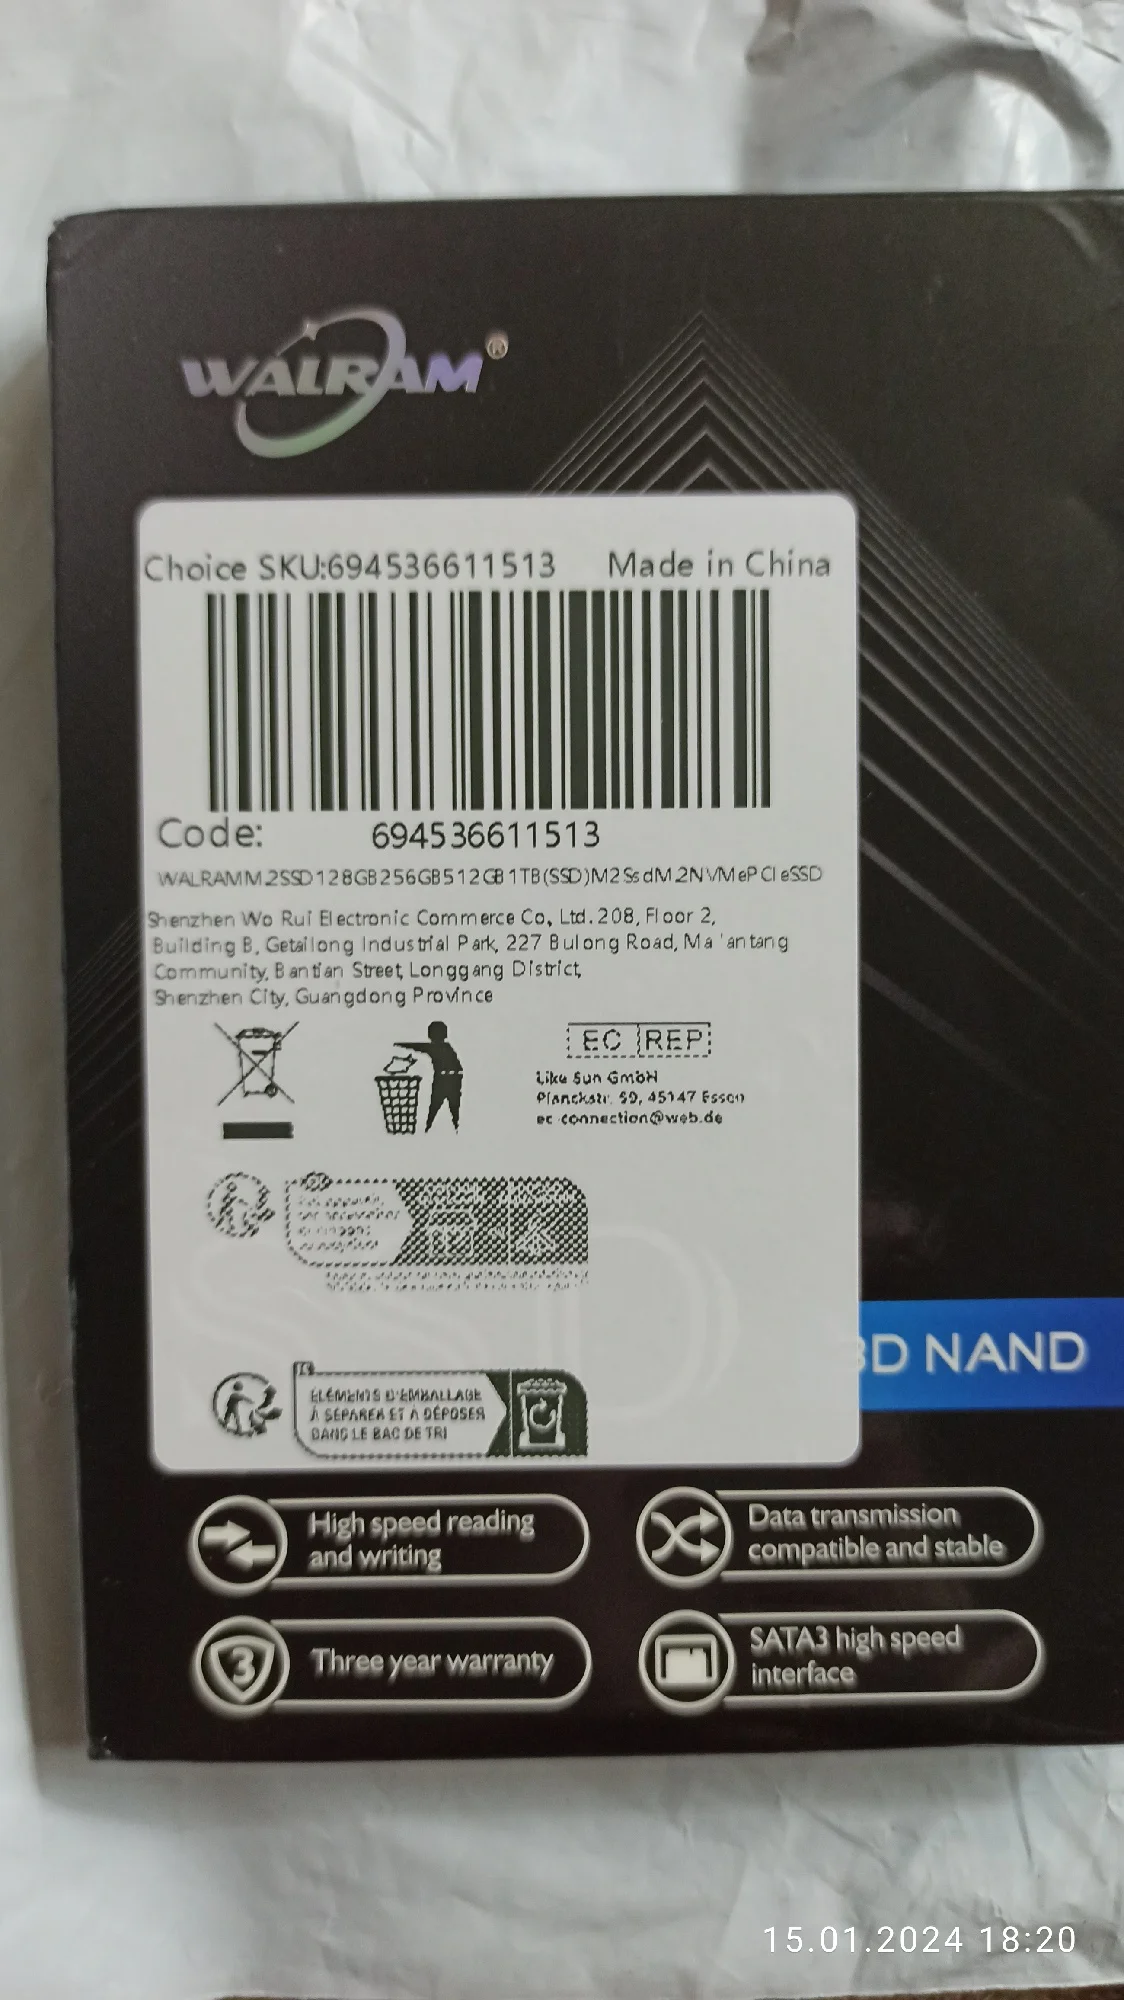 WALRAM®
Choice SKU:694536611513 Made in China
Code: 694536611513
WALRAMM.2SSD128GB256GB512GB1TB(SSD)M2SsdM.2NVMePCIeSSD
Shenzhen Wo Rui Electronic Commerce Co, Ltd. 208, Floor 2,
Building B, Getailong Industrial Park, 227 Bulong Road, Ma 'antang
Community, Bantian Street, Longgang District,
Shenzhen City, Guangdong Province
EC REP
Like Sun GmbH
Planckstr. 59, 45147 Essen
ec-connection@web.de
SSD
3D NAND
ÉLÉMENTS D'EMBALLAGE
À SÉPARER ET À DÉPOSER
DANS LE BAC DE TRI
High speed reading
and writing
Data transmission
compatible and stable
3
Three year warranty
SATA3 high speed
interface
15.01.2024 18:20